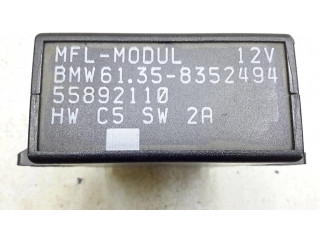 MFL-MODUL 12V
BMW61.35-8352494
55892110
HW C5 SW 2A